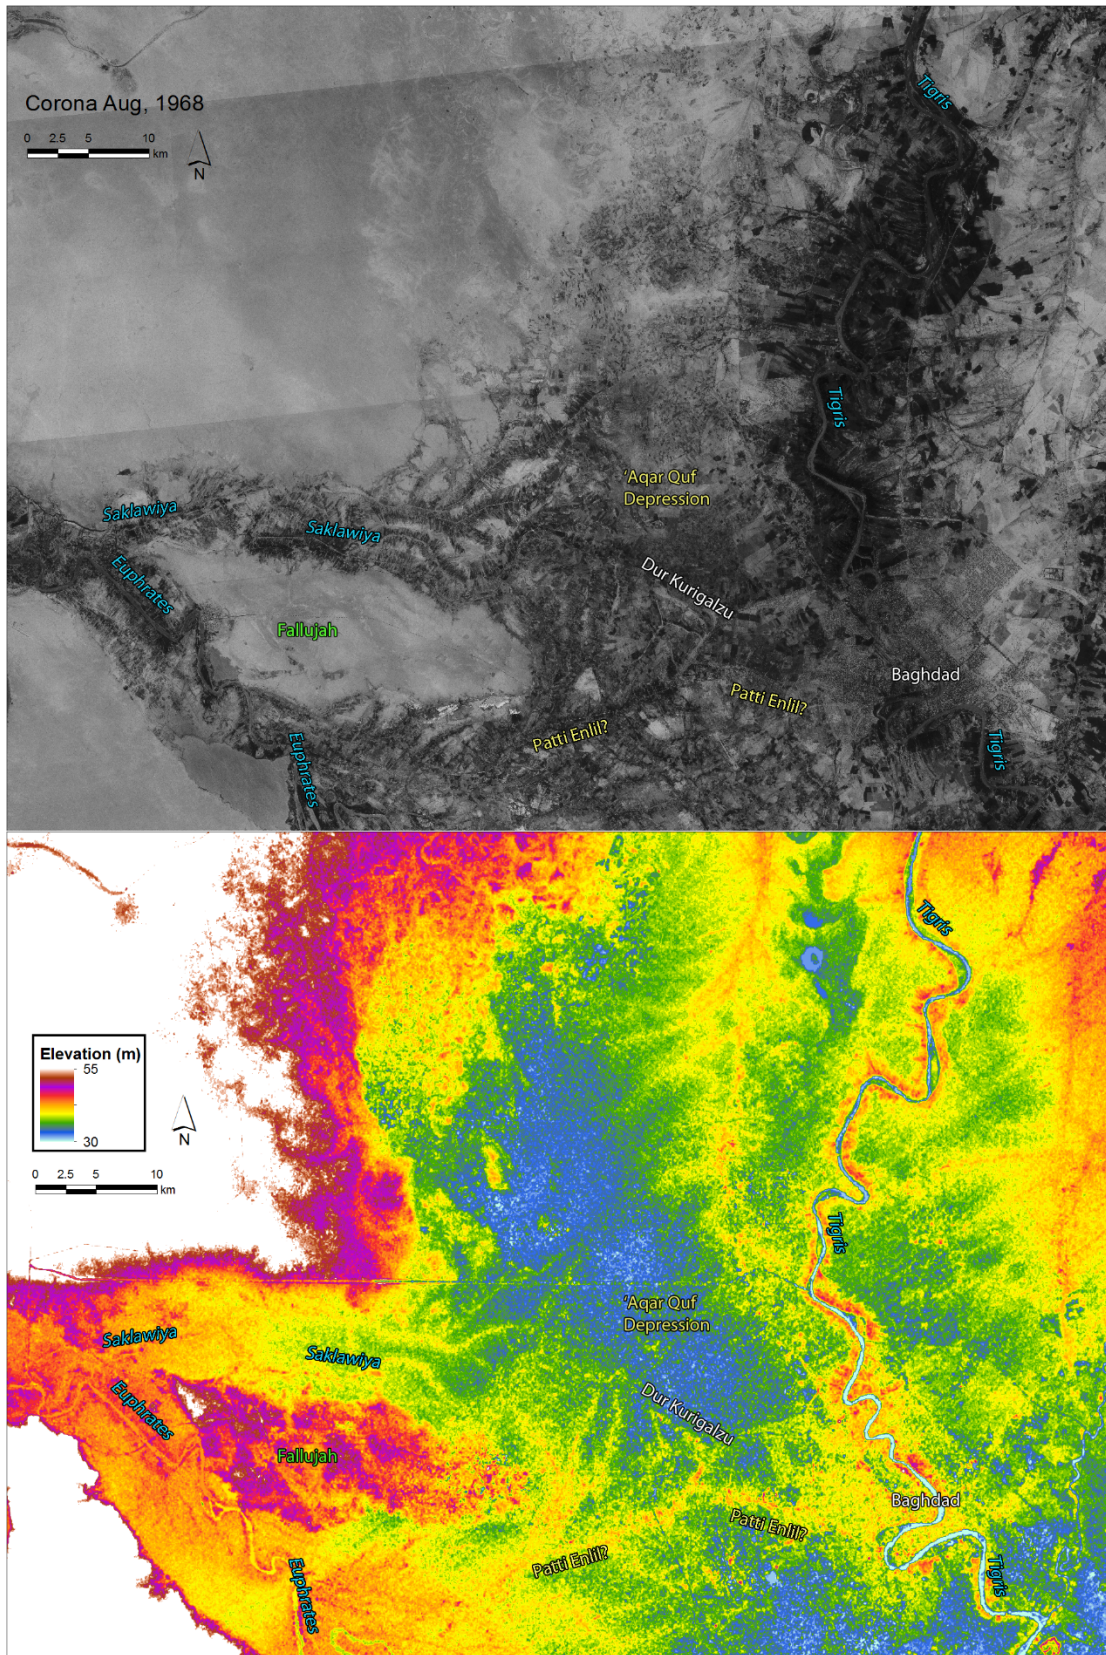 Corona Aug, 1968
0 2.5 5 10
km
N
Tigris
Tigris
'Aqar Quf
Depression
Saklawiya
Saklawiya
Euphrates
Dur Kurigalzu
Fallujah
Baghdad
Patti Enlil?
Patti Enlil?
Euphrates
Tigris
Tigris
Elevation (m)
55
30
N
0 2.5 5 10
km
Tigris
'Aqar Quf
Depression
Saklawiya
Saklawiya
Euphrates
Dur Kurigalzu
Fallujah
Baghdad
Patti Enlil?
Patti Enlil?
Euphrates
Tigris